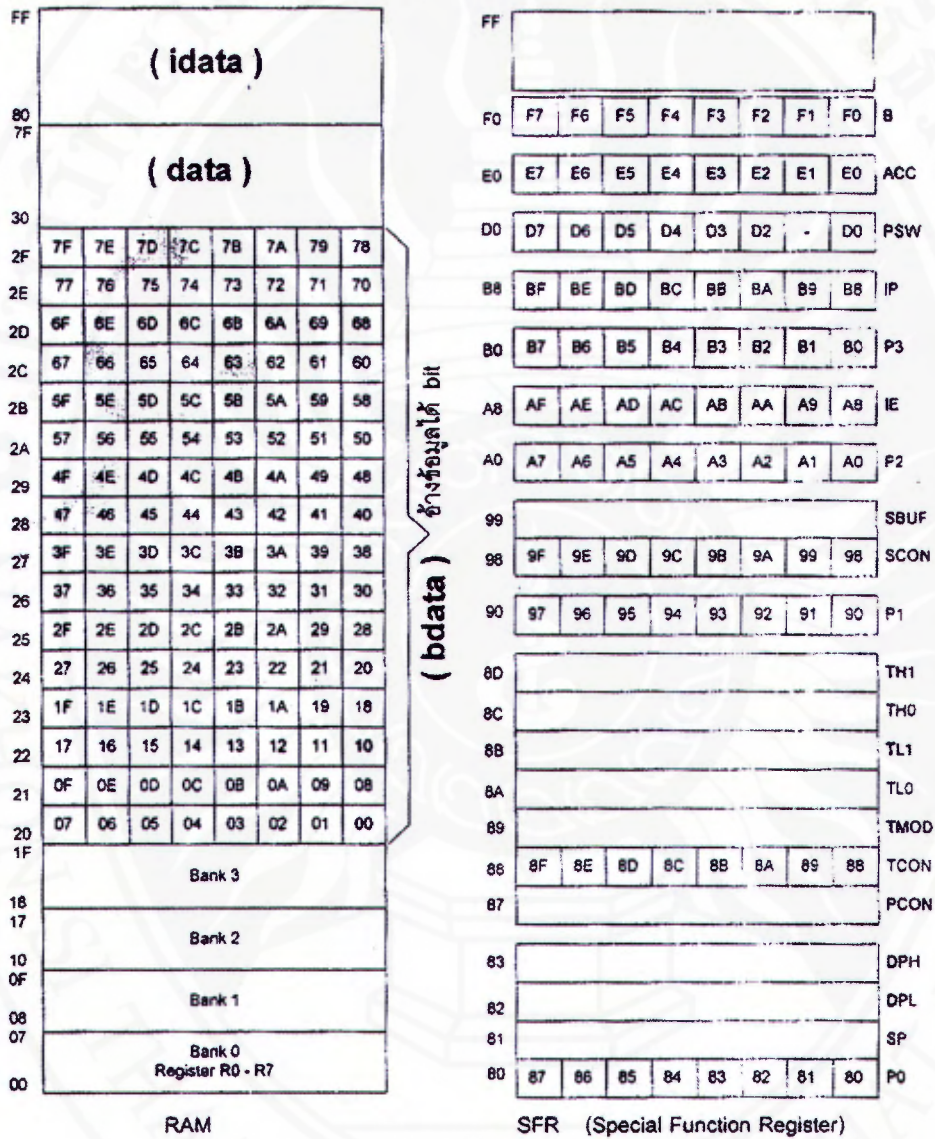 FF
( idata )
80
7F
( data )
30
2F 7F 7E 7D 7C 7B 7A 79 78
2E 77 76 75 74 73 72 71 70
2D 6F 6E 6D 6C 6B 6A 69 68
2C 67 66 65 64 63 62 61 60
2B 5F 5E 5D 5C 5B 5A 59 58
2A 57 56 55 54 53 52 51 50
29 4F 4E 4D 4C 4B 4A 49 48
28 47 46 45 44 43 42 41 40
27 3F 3E 3D 3C 3B 3A 39 38
26 37 36 35 34 33 32 31 30
25 2F 2E 2D 2C 2B 2A 29 28
24 27 26 25 24 23 22 21 20
23 1F 1E 1D 1C 1B 1A 19 18
22 17 16 15 14 13 12 11 10
21 0F 0E 0D 0C 0B 0A 09 08
20 07 06 05 04 03 02 01 00
1F
Bank 3
18
17
Bank 2
10
0F
Bank 1
08
07
Bank 0
Register R0 - R7
00
RAM
( bdata )
bit
FF
F0 F7 F6 F5 F4 F3 F2 F1 F0 B
E0 E7 E6 E5 E4 E3 E2 E1 E0 ACC
D0 D7 D6 D5 D4 D3 D2 - D0 PSW
B8 BF BE BD BC BB BA B9 B8 IP
B0 B7 B6 B5 B4 B3 B2 B1 B0 P3
A8 AF AE AD AC AB AA A9 A8 IE
A0 A7 A6 A5 A4 A3 A2 A1 A0 P2
99 SBUF
98 9F 9E 9D 9C 9B 9A 99 98 SCON
90 97 96 95 94 93 92 91 90 P1
8D TH1
8C TH0
8B TL1
8A TL0
89 TMOD
88 8F 8E 8D 8C 8B 8A 89 88 TCON
87 PCON
83 DPH
82 DPL
81 SP
80 87 86 85 84 83 82 81 80 P0
SFR (Special Function Register)